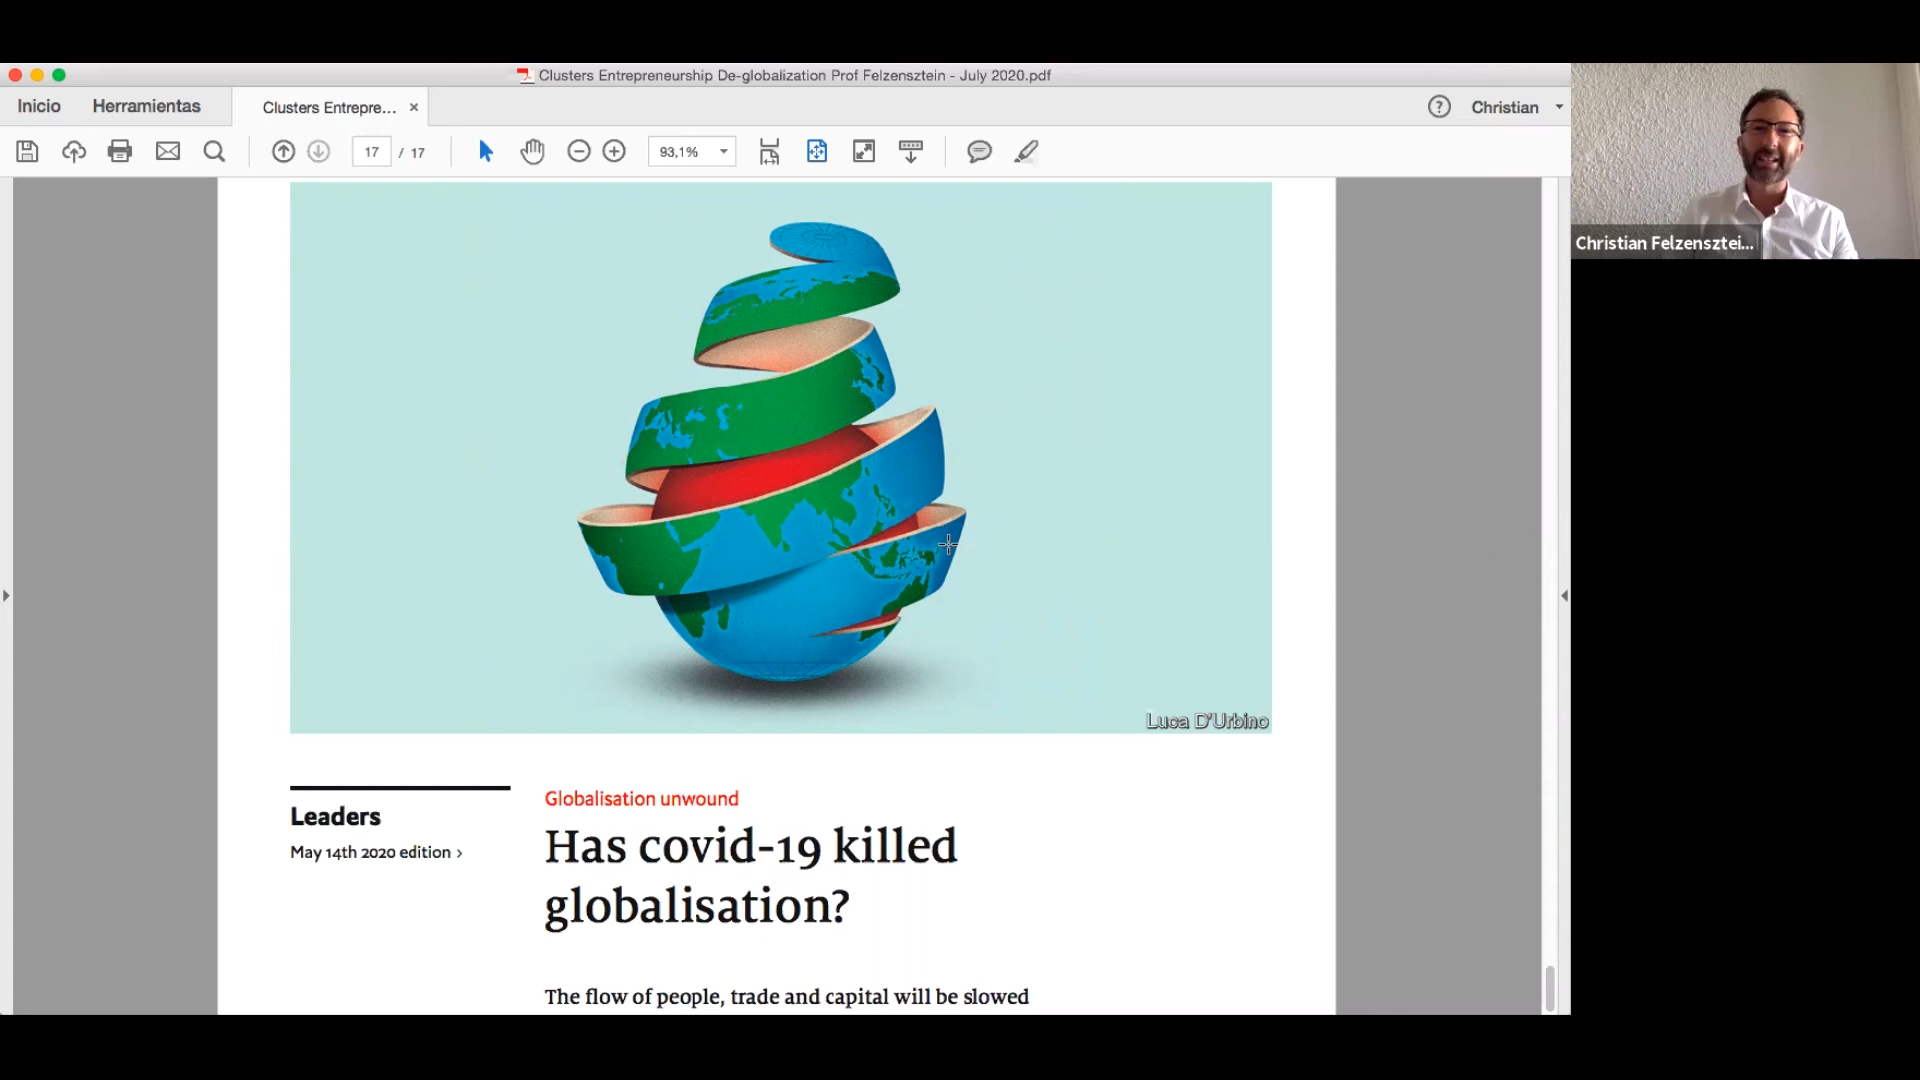 Clusters Entrepreneurship De-globalization Prof Felzensztein - July 2020.pdf
Inicio
Herramientas
Clusters Entrepre... ×
? Christian
17 / 17
93,1%
Christian Felzensztei...
Luca D'Urbino
Leaders
May 14th 2020 edition ›
Globalisation unwound
Has covid-19 killed
globalisation?
The flow of people, trade and capital will be slowed